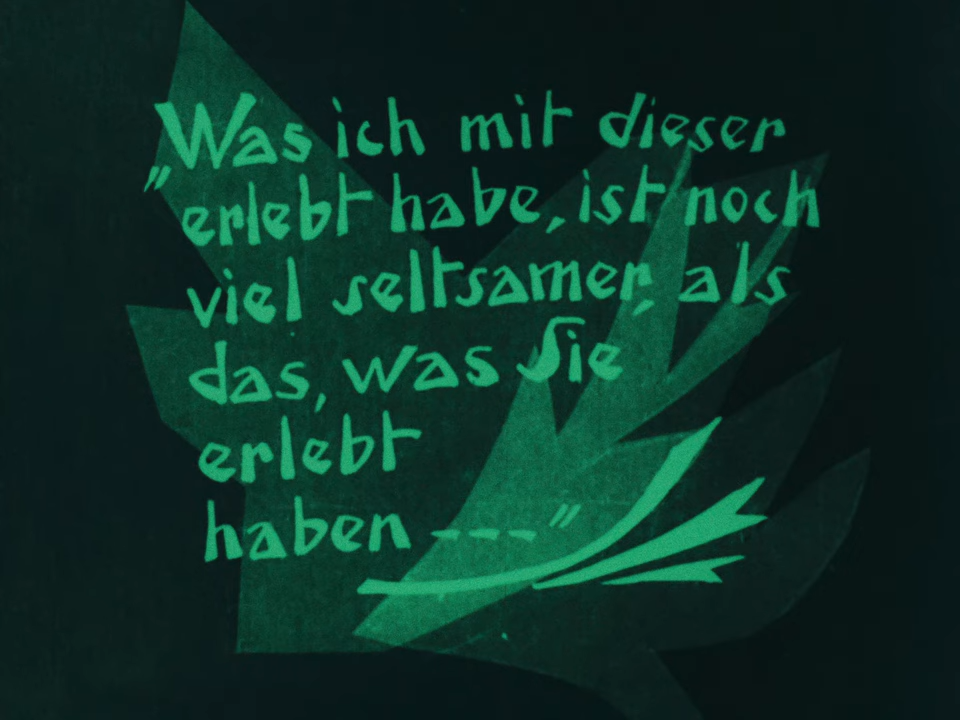 „Was ich mit dieser
erlebt habe, ist noch
viel seltsamer, als
das, was Sie
erlebt
haben ---"